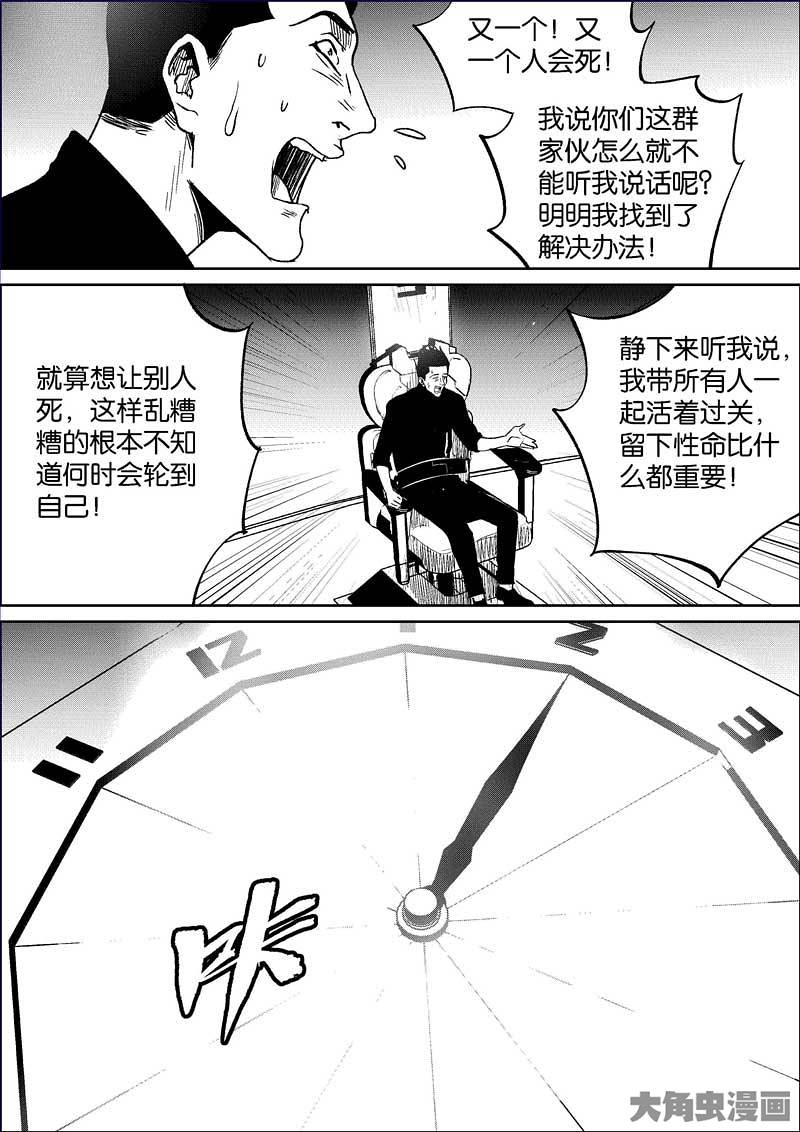 又一个！又
一个人会死！
我说你们这群
家伙怎么就不
能听我说话呢？
明明我找到了
解决办法！
就算想让别人
死，这样乱糟
糟的根本不知
道何时会轮到
自己！
静下来听我说，
我带所有人一
起活着过关，
留下性命比什
么都重要！
11
12
1
2
3
咔
大角虫漫画